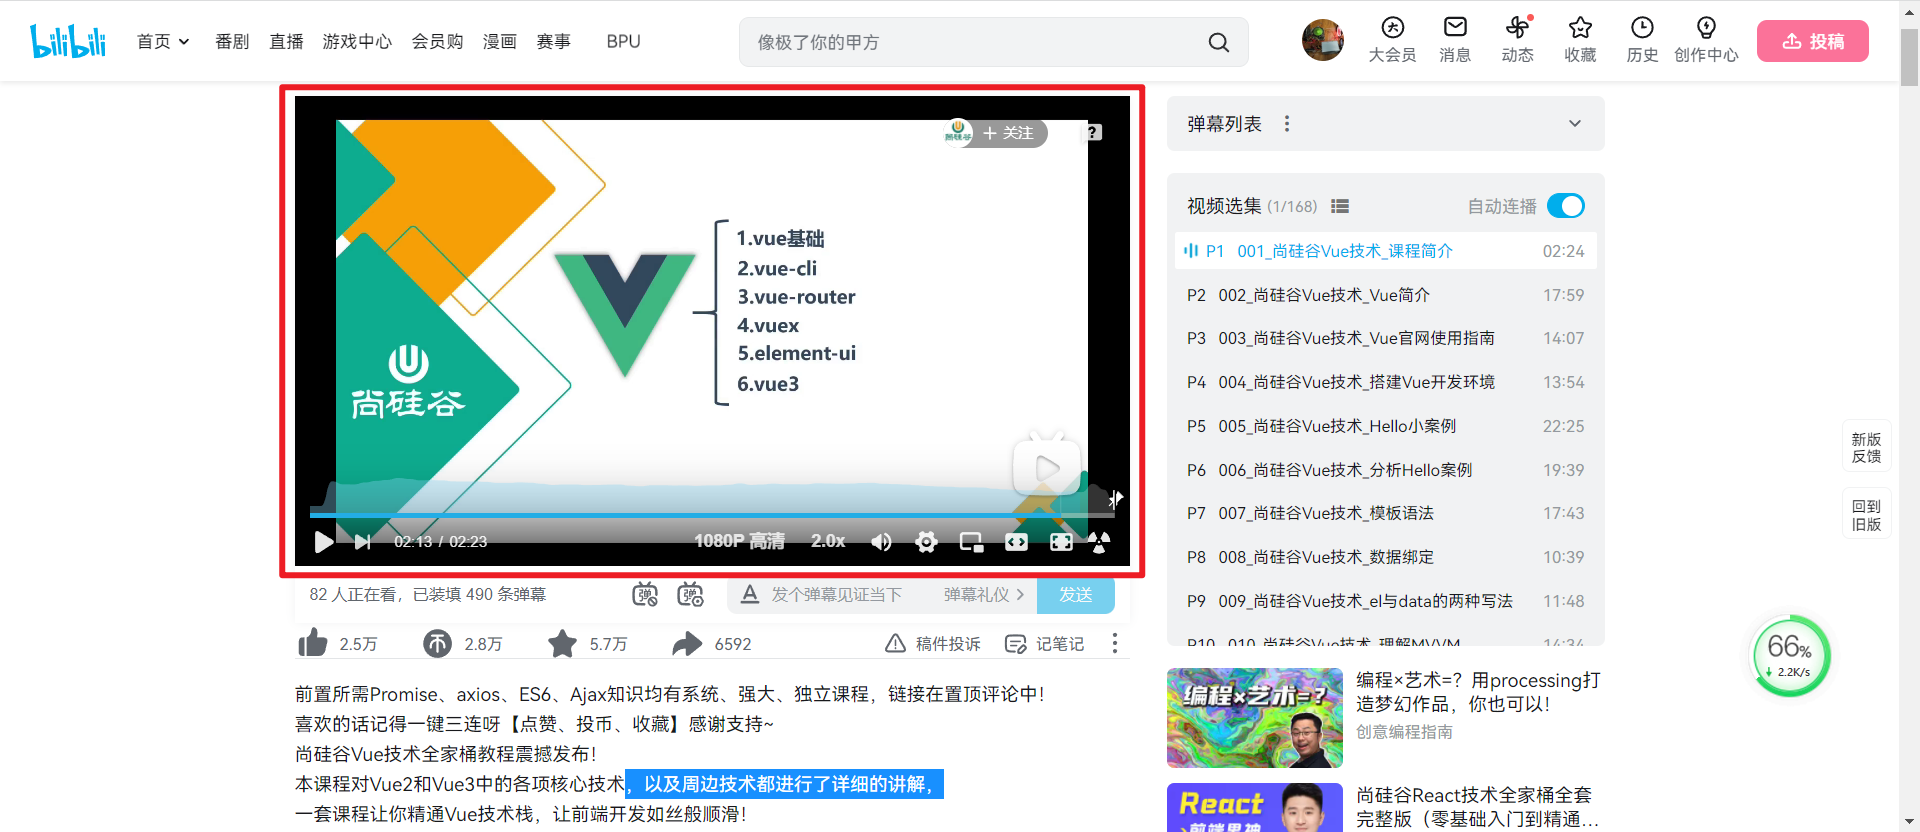 bilibili
首页
番剧
直播
游戏中心
会员购
漫画
赛事
BPU
像极了你的甲方
大会员
消息
动态
收藏
历史
创作中心
投稿
尚硅谷
+ 关注
?
1.vue基础
2.vue-cli
3.vue-router
4.vuex
5.element-ui
6.vue3
尚硅谷
02:13 / 02:23
1080P 高清
2.0x
82 人正在看，已装填 490 条弹幕
弹
弹
A
发个弹幕见证当下
弹幕礼仪 >
发送
2.5万
币
2.8万
5.7万
6592
稿件投诉
记笔记
前置所需Promise、axios、ES6、Ajax知识均有系统、强大、独立课程，链接在置顶评论中！
喜欢的话记得一键三连呀【点赞、投币、收藏】感谢支持~
尚硅谷Vue技术全家桶教程震撼发布！
本课程对Vue2和Vue3中的各项核心技术，以及周边技术都进行了详细的讲解，
一套课程让你精通Vue技术栈，让前端开发如丝般顺滑！
弹幕列表
视频选集 (1/168)
自动连播
P1 001_尚硅谷Vue技术_课程简介 02:24
P2 002_尚硅谷Vue技术_Vue简介 17:59
P3 003_尚硅谷Vue技术_Vue官网使用指南 14:07
P4 004_尚硅谷Vue技术_搭建Vue开发环境 13:54
P5 005_尚硅谷Vue技术_Hello小案例 22:25
P6 006_尚硅谷Vue技术_分析Hello案例 19:39
P7 007_尚硅谷Vue技术_模板语法 17:43
P8 008_尚硅谷Vue技术_数据绑定 10:39
P9 009_尚硅谷Vue技术_el与data的两种写法 11:48
P10 010_尚硅谷Vue技术_理解MVVM 14:34
编程×艺术=?
编程×艺术=？用processing打
造梦幻作品，你也可以！
创意编程指南
React
尚硅谷React技术全家桶全套
完整版（零基础入门到精通...
新版
反馈
回到
旧版
66%
2.2K/s